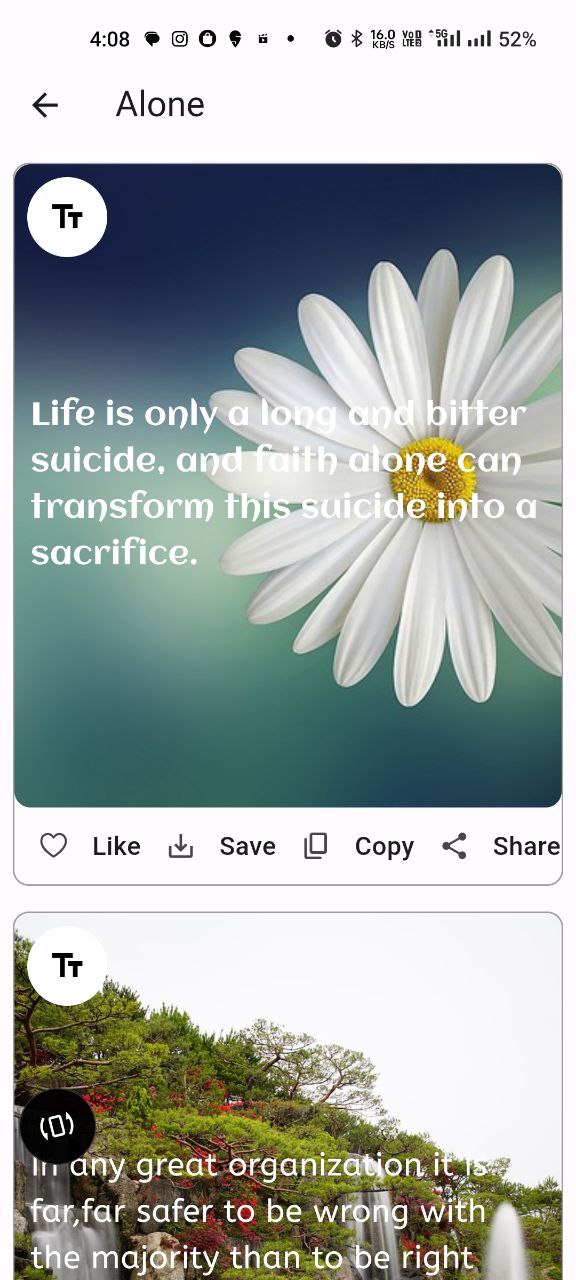 4:08 16.0 KB/S VoD LTE2 5G 52%
Alone
TT
Life is only a long and bitter
suicide, and faith alone can
transform this suicide into a
sacrifice.
Like Save Copy Share
TT
In any great organization it is
far,far safer to be wrong with
the majority than to be right